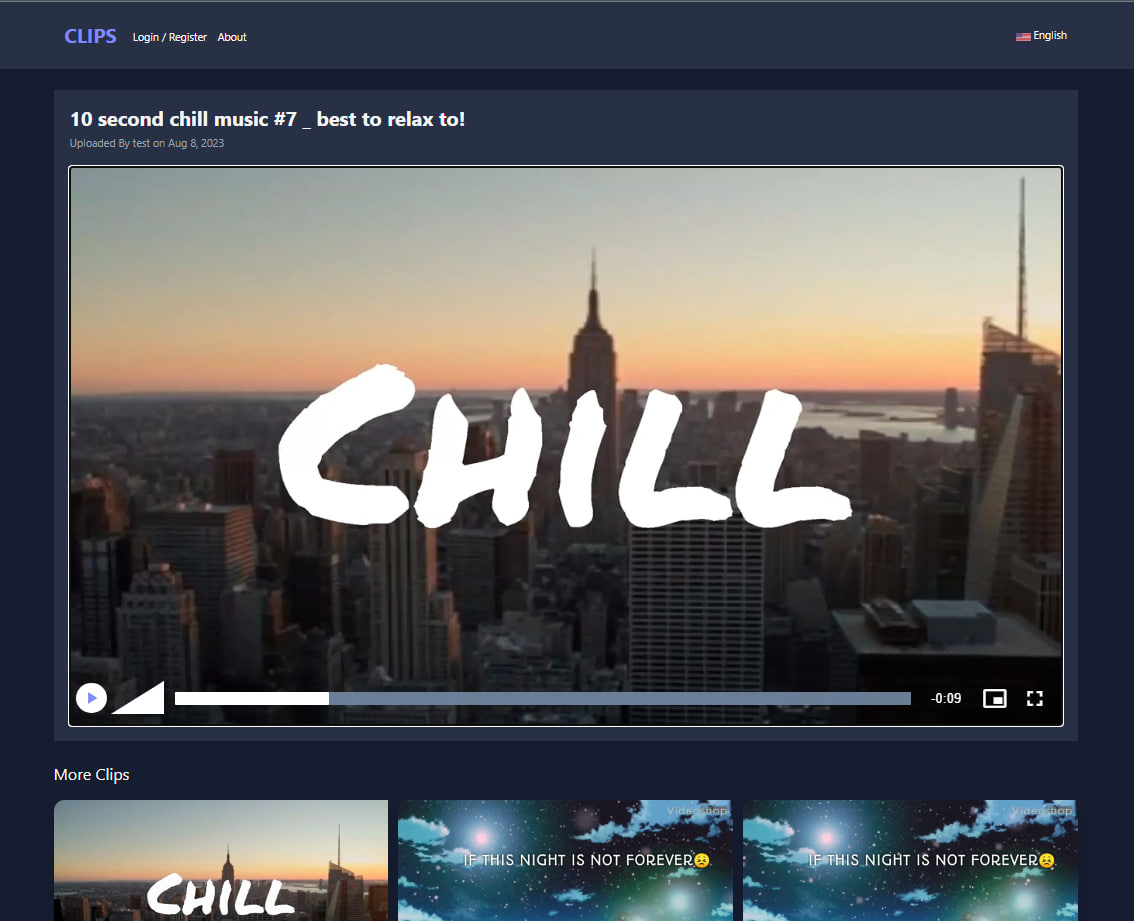 CLIPS Login / Register About English
10 second chill music #7 _ best to relax to!
Uploaded By test on Aug 8, 2023
CHILL
-0:09
More Clips
CHILL
Videoshop
IF THIS NIGHT IS NOT FOREVER😣
Videoshop
IF THIS NIGHT IS NOT FOREVER😣